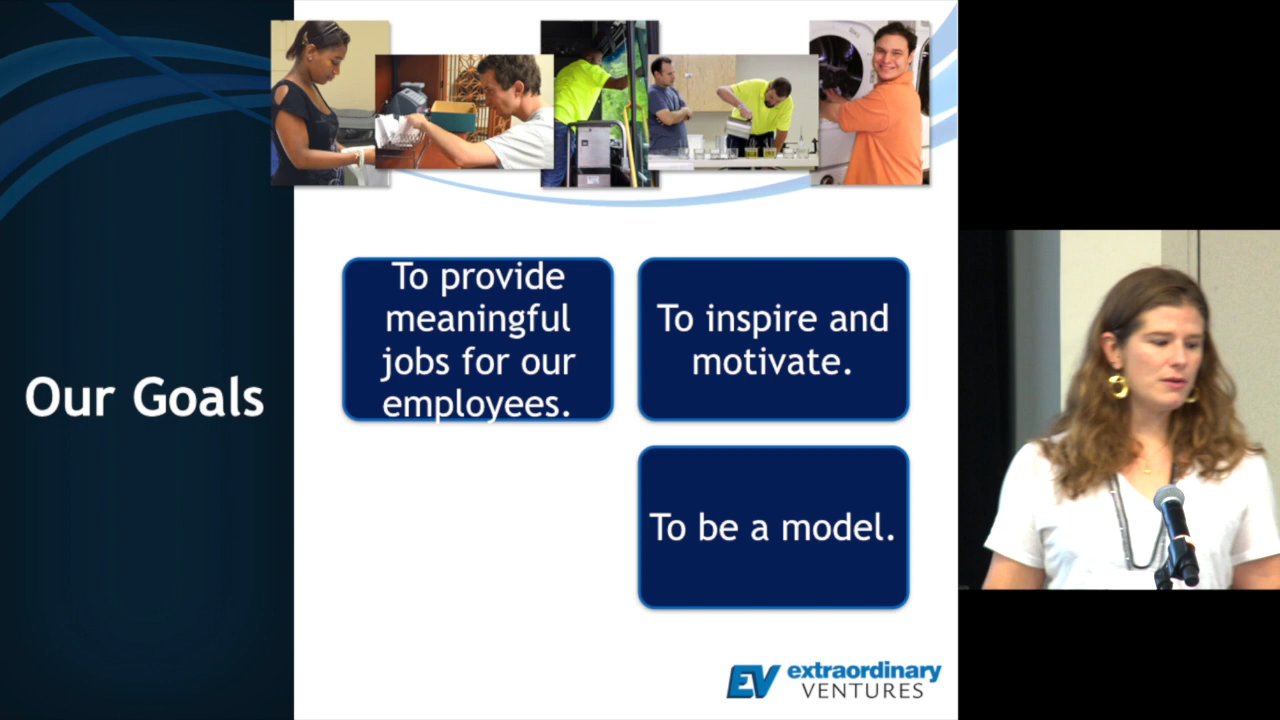 Our Goals
To provide
meaningful
jobs for our
employees.
To inspire and
motivate.
To be a model.
EV extraordinary
VENTURES